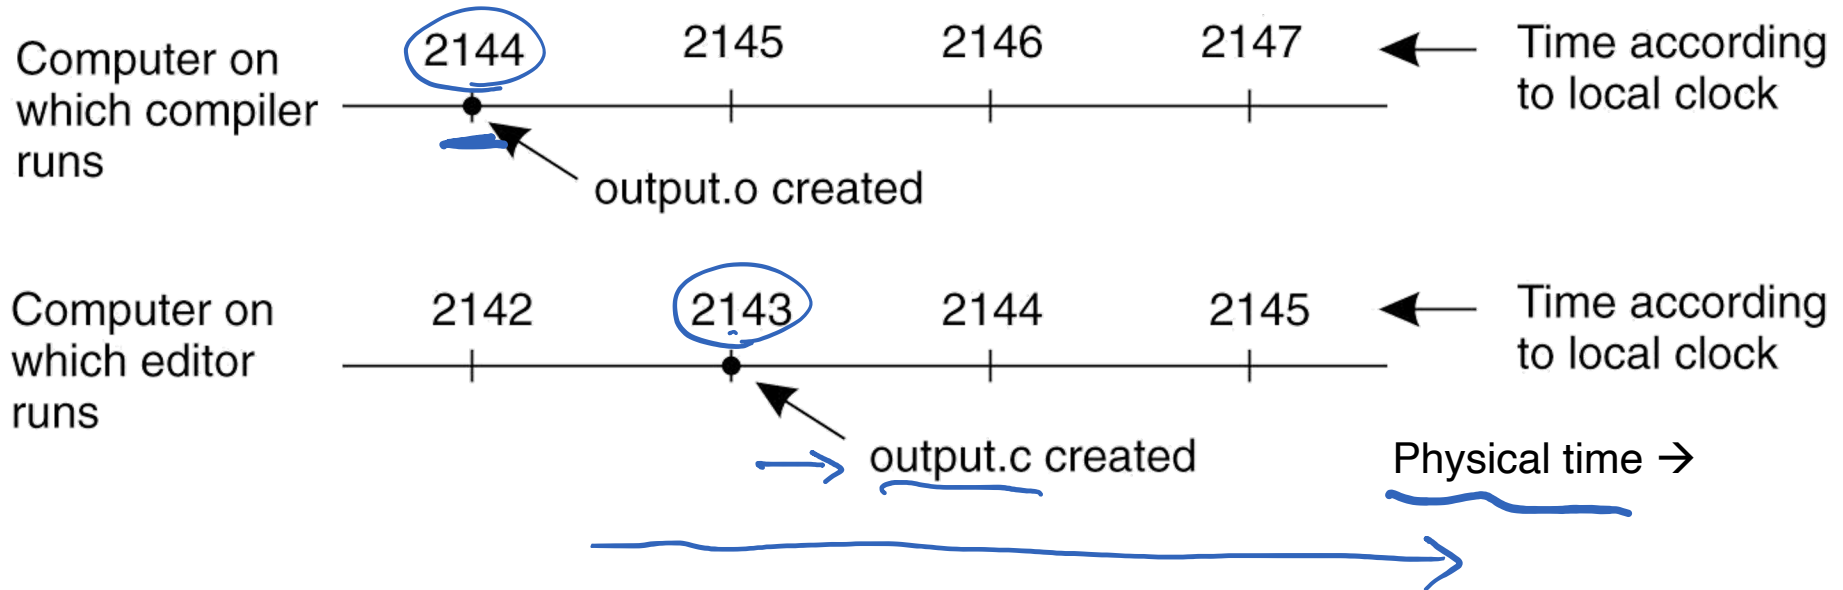 Computer on
which compiler
runs
2144 2145 2146 2147
Time according
to local clock
output.o created
Computer on
which editor
runs
2142 2143 2144 2145
Time according
to local clock
output.c created
Physical time →